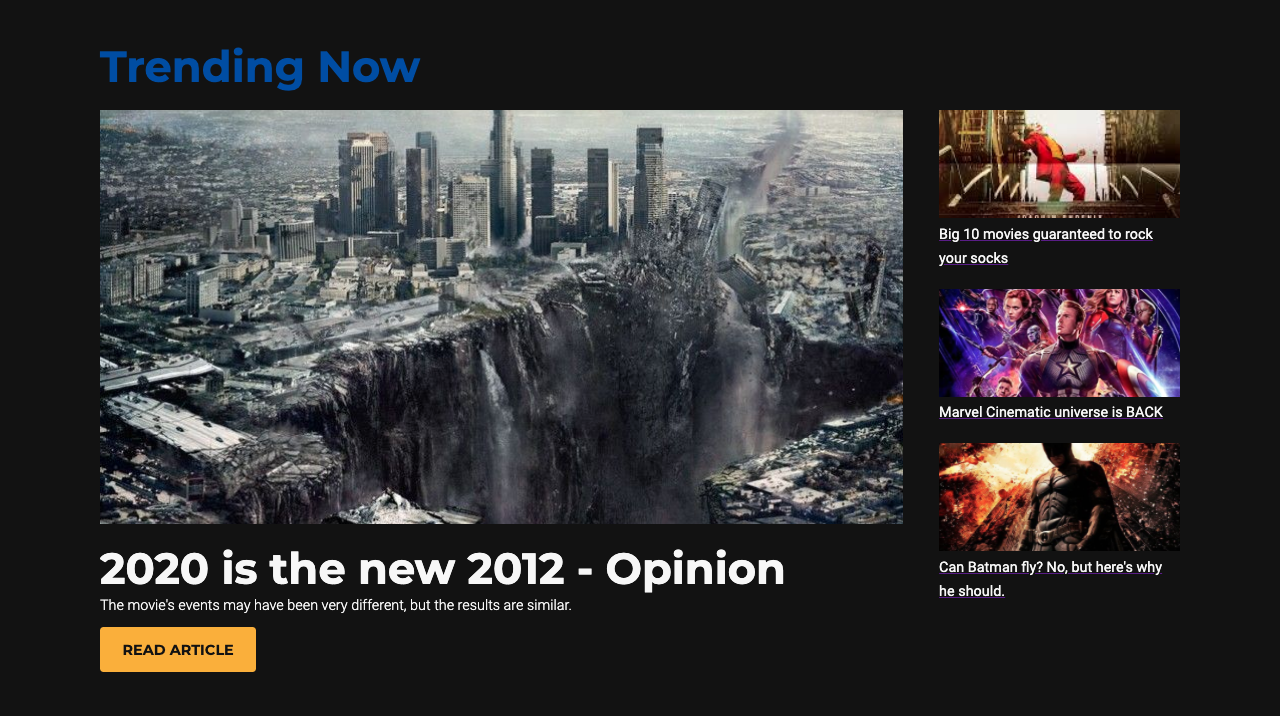 Trending Now
2020 is the new 2012 - Opinion
The movie's events may have been very different, but the results are similar.
READ ARTICLE
JOAQUIN PHOENIX
Big 10 movies guaranteed to rock
your socks
Marvel Cinematic universe is BACK
Can Batman fly? No, but here's why
he should.